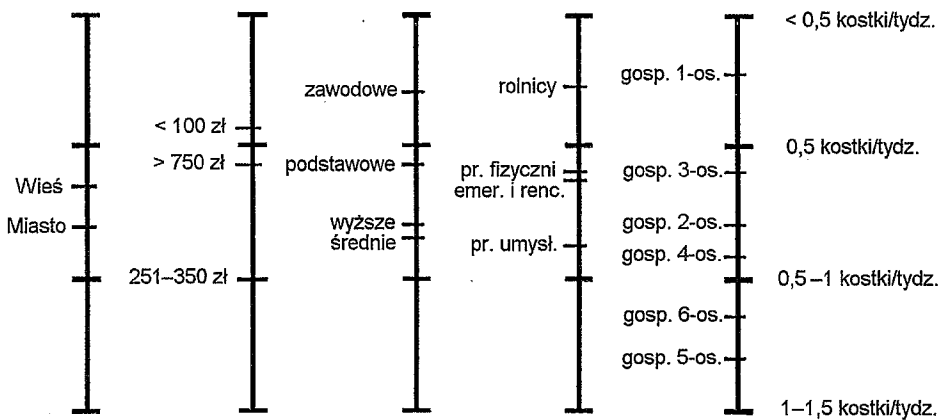 < 0,5 kostki/tydz.
gosp. 1-os.
zawodowe
rolnicy
< 100 zł
0,5 kostki/tydz.
> 750 zł
podstawowe
pr. fizyczni
gosp. 3-os.
emer. i renc.
Wieś
Miasto
wyższe
gosp. 2-os.
średnie
pr. umysł.
gosp. 4-os.
251–350 zł
0,5–1 kostki/tydz.
gosp. 6-os.
gosp. 5-os.
1–1,5 kostki/tydz.